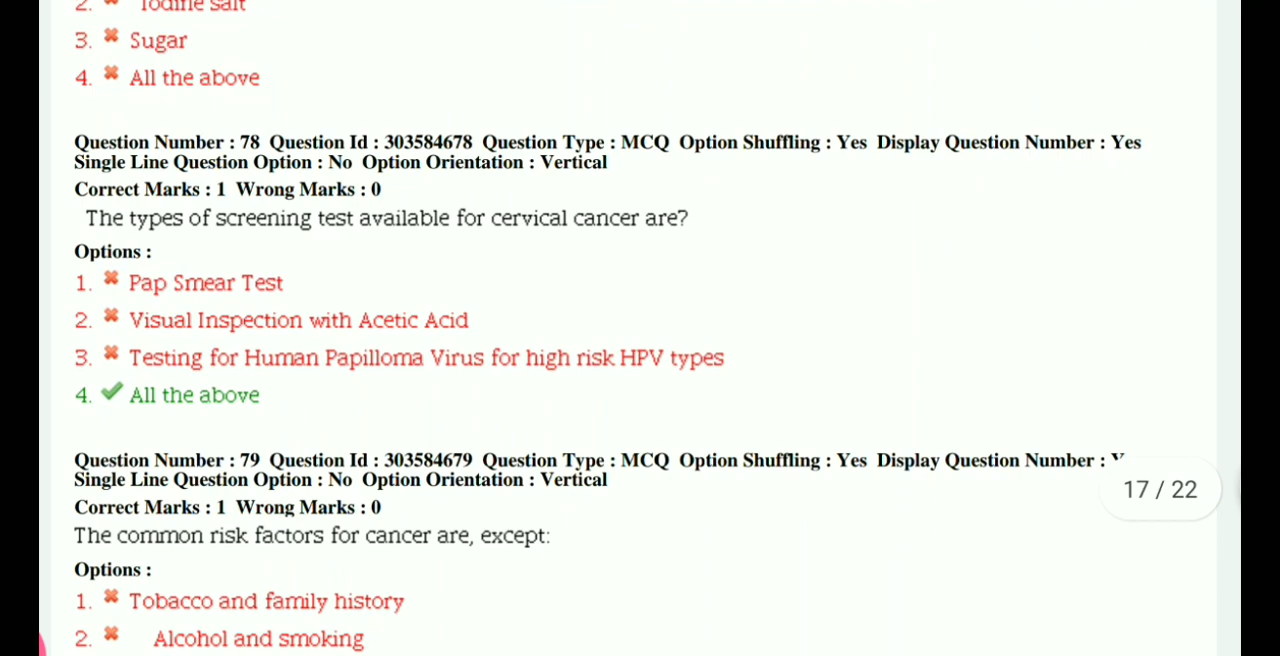 2. Iodine salt
3. Sugar
4. All the above
Question Number : 78 Question Id : 303584678 Question Type : MCQ Option Shuffling : Yes Display Question Number : Yes
Single Line Question Option : No Option Orientation : Vertical
Correct Marks : 1 Wrong Marks : 0
The types of screening test available for cervical cancer are?
Options :
1. Pap Smear Test
2. Visual Inspection with Acetic Acid
3. Testing for Human Papilloma Virus for high risk HPV types
4. All the above
Question Number : 79 Question Id : 303584679 Question Type : MCQ Option Shuffling : Yes Display Question Number :
Single Line Question Option : No Option Orientation : Vertical
17 / 22
Correct Marks : 1 Wrong Marks : 0
The common risk factors for cancer are, except:
Options :
1. Tobacco and family history
2. Alcohol and smoking